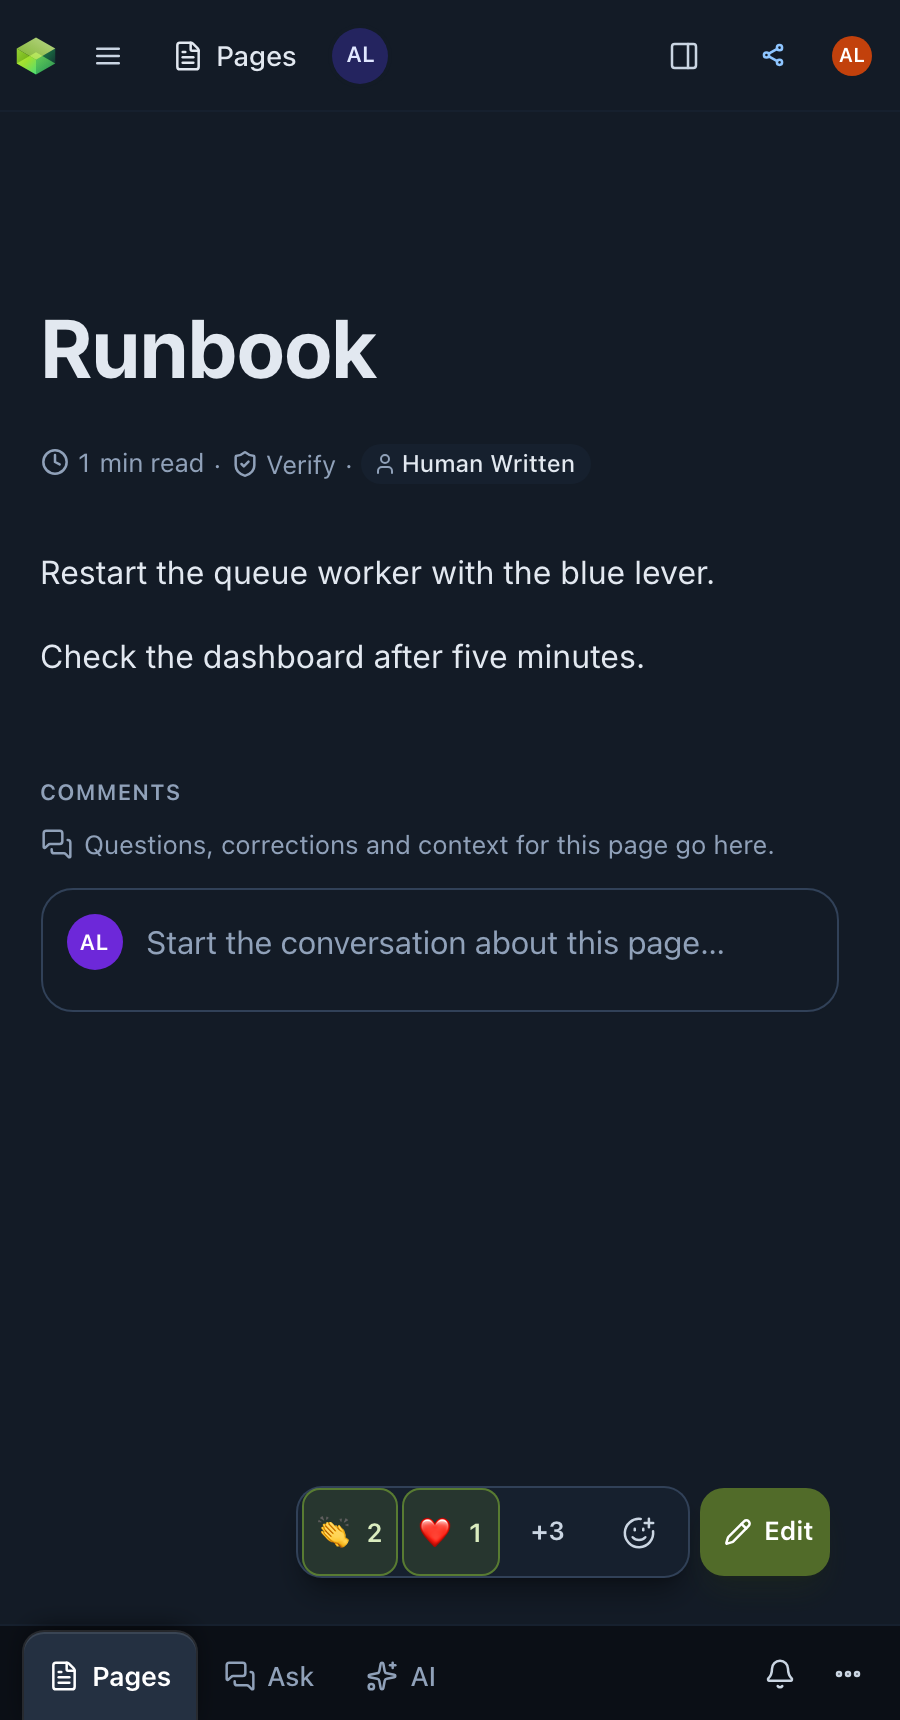 Pages AL AL
Runbook
1 min read · Verify · Human Written
Restart the queue worker with the blue lever.
Check the dashboard after five minutes.
COMMENTS
Questions, corrections and context for this page go here.
AL Start the conversation about this page...
👏 2 ❤️ 1 +3 Edit
Pages Ask AI